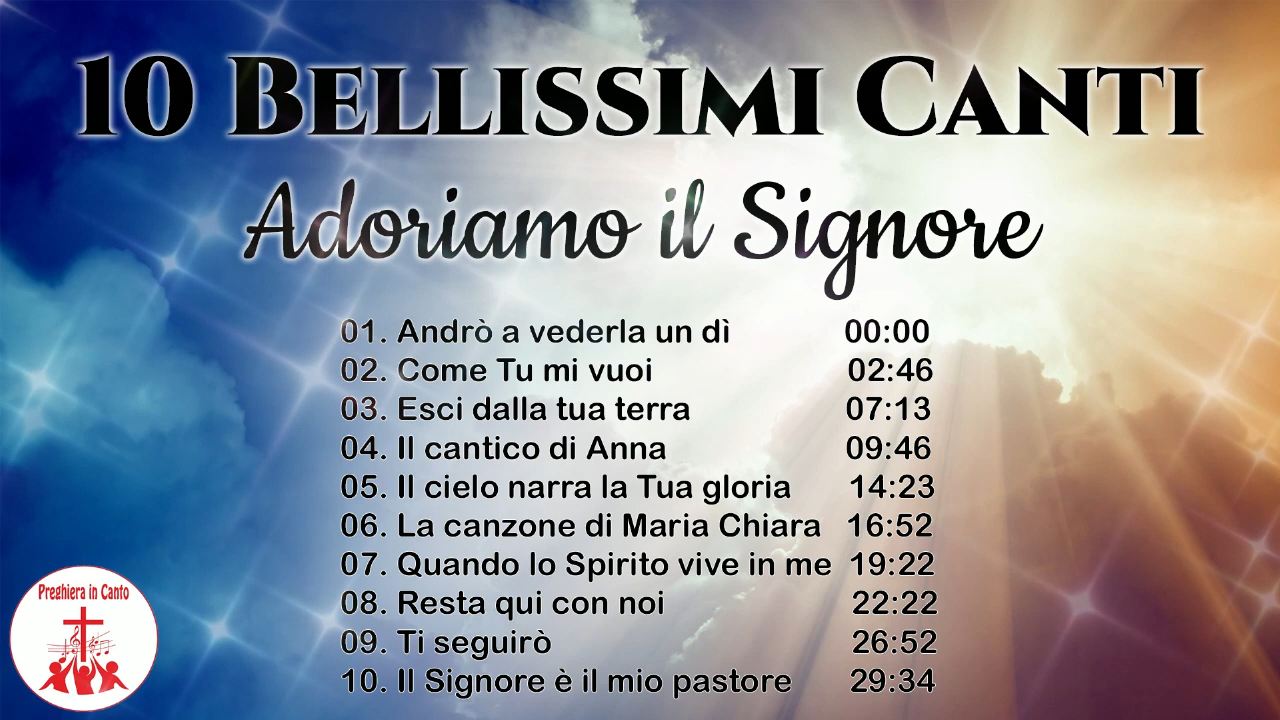 10 Bellissimi Canti
Adoriamo il Signore
01. Andrò a vederla un dì 00:00
02. Come Tu mi vuoi 02:46
03. Esci dalla tua terra 07:13
04. Il cantico di Anna 09:46
05. Il cielo narra la Tua gloria 14:23
06. La canzone di Maria Chiara 16:52
07. Quando lo Spirito vive in me 19:22
08. Resta qui con noi 22:22
09. Ti seguirò 26:52
10. Il Signore è il mio pastore 29:34
Preghiera in Canto